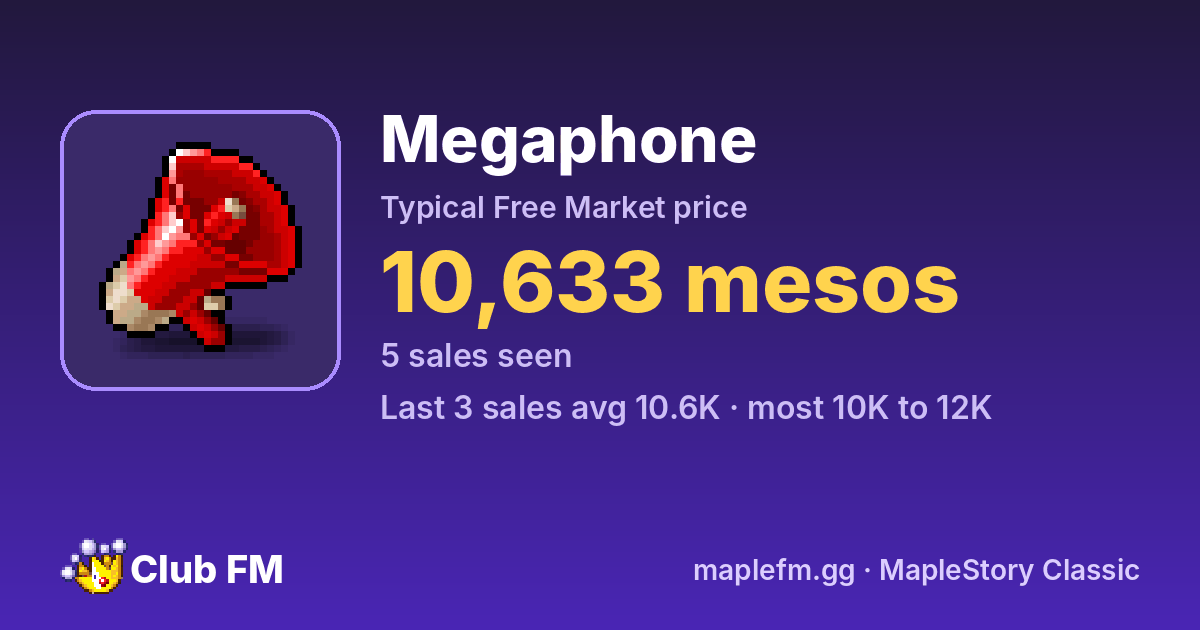 Megaphone
Typical Free Market price
10,633 mesos
5 sales seen
Last 3 sales avg 10.6K · most 10K to 12K
Club FM
maplefm.gg · MapleStory Classic